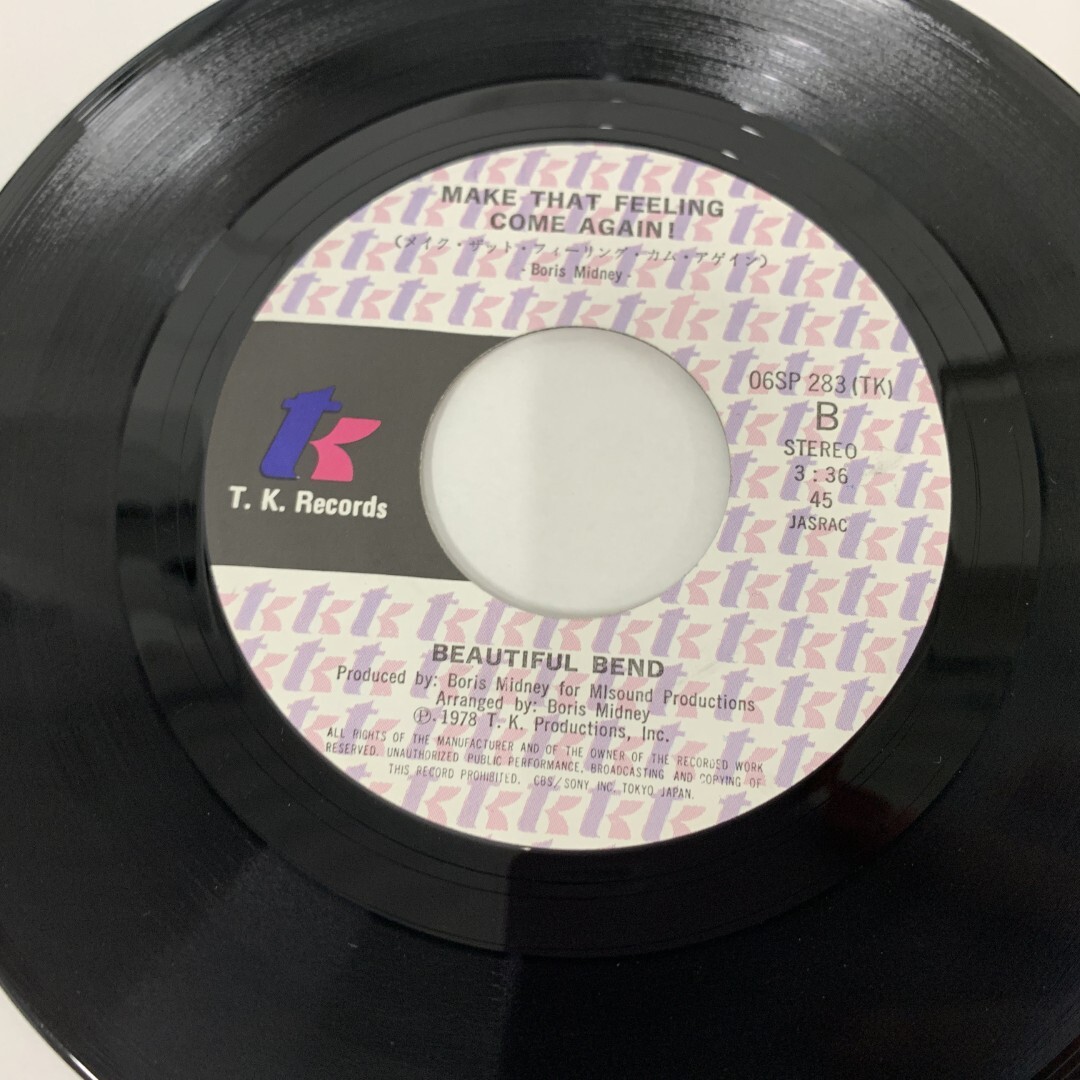 MAKE THAT FEELING
COME AGAIN!
(メイク・ザット・フィーリング・カム・アゲイン)
- Boris Midney -
06SP 283 (TK)
B
STEREO
3:36
45
JASRAC
tk
T. K. Records
BEAUTIFUL BEND
Produced by: Boris Midney for MIsound Productions
Arranged by: Boris Midney
Ⓟ. 1978 T. K. Productions, Inc.
ALL RIGHTS OF THE MANUFACTURER AND OF THE OWNER OF THE RECORDED WORK
RESERVED. UNAUTHORIZED PUBLIC PERFORMANCE, BROADCASTING AND COPYING OF
THIS RECORD PROHIBITED. CBS/SONY INC. TOKYO JAPAN.